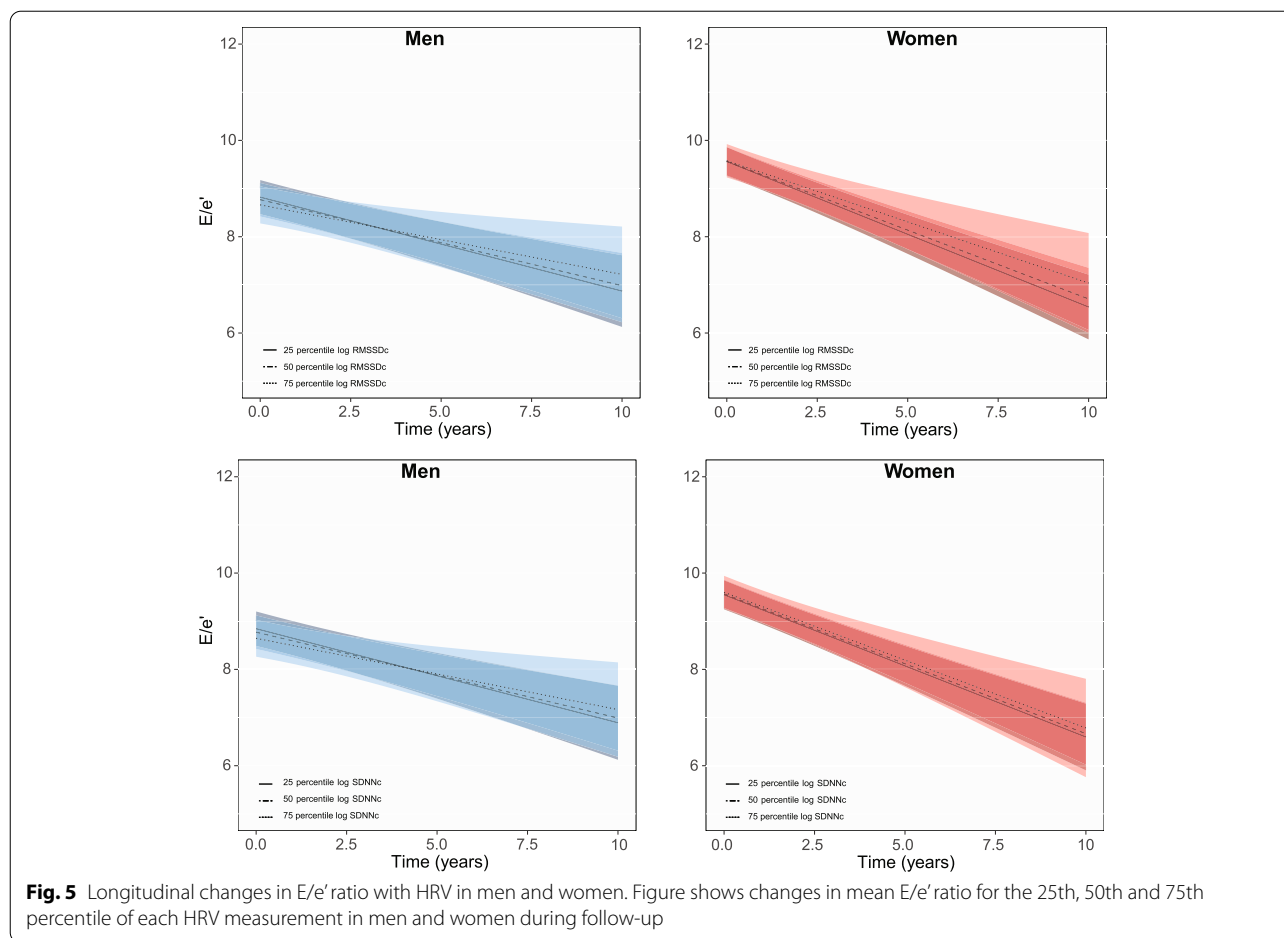 Men
Women
12
10
8
6
E/e'
25 percentile log RMSSDc
50 percentile log RMSSDc
75 percentile log RMSSDc
0.0 2.5 5.0 7.5 10
Time (years)
12
10
8
6
25 percentile log RMSSDc
50 percentile log RMSSDc
75 percentile log RMSSDc
0.0 2.5 5.0 7.5 10
Time (years)
Men
Women
12
10
8
6
E/e'
25 percentile log SDNNc
50 percentile log SDNNc
75 percentile log SDNNc
0.0 2.5 5.0 7.5 10
Time (years)
12
10
8
6
25 percentile log SDNNc
50 percentile log SDNNc
75 percentile log SDNNc
0.0 2.5 5.0 7.5 10
Time (years)
Fig. 5 Longitudinal changes in E/e′ ratio with HRV in men and women. Figure shows changes in mean E/e′ ratio for the 25th, 50th and 75th
percentile of each HRV measurement in men and women during follow-up